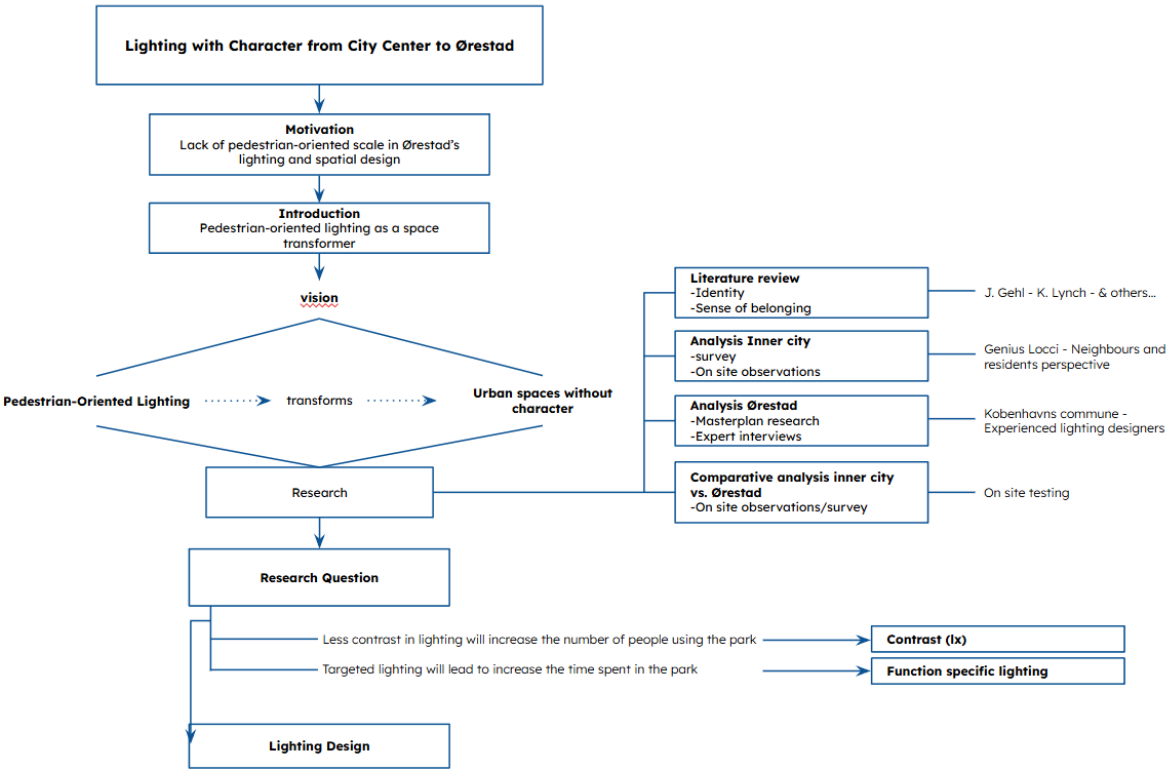 Lighting with Character from City Center to Ørestad
Motivation
Lack of pedestrian-oriented scale in Ørestad's
lighting and spatial design
Introduction
Pedestrian-oriented lighting as a space
transformer
vision
Pedestrian-Oriented Lighting
transforms
Urban spaces without
character
Research
Literature review
-Identity
-Sense of belonging
J. Gehl - K. Lynch - & others...
Analysis Inner city
-survey
-On site observations
Genius Locci - Neighbours and
residents perspective
Analysis Ørestad
-Masterplan research
-Expert interviews
Kobenhavns commune -
Experienced lighting designers
Comparative analysis inner city
vs. Ørestad
-On site observations/survey
On site testing
Research Question
Less contrast in lighting will increase the number of people using the park
Contrast (lx)
Targeted lighting will lead to increase the time spent in the park
Function specific lighting
Lighting Design